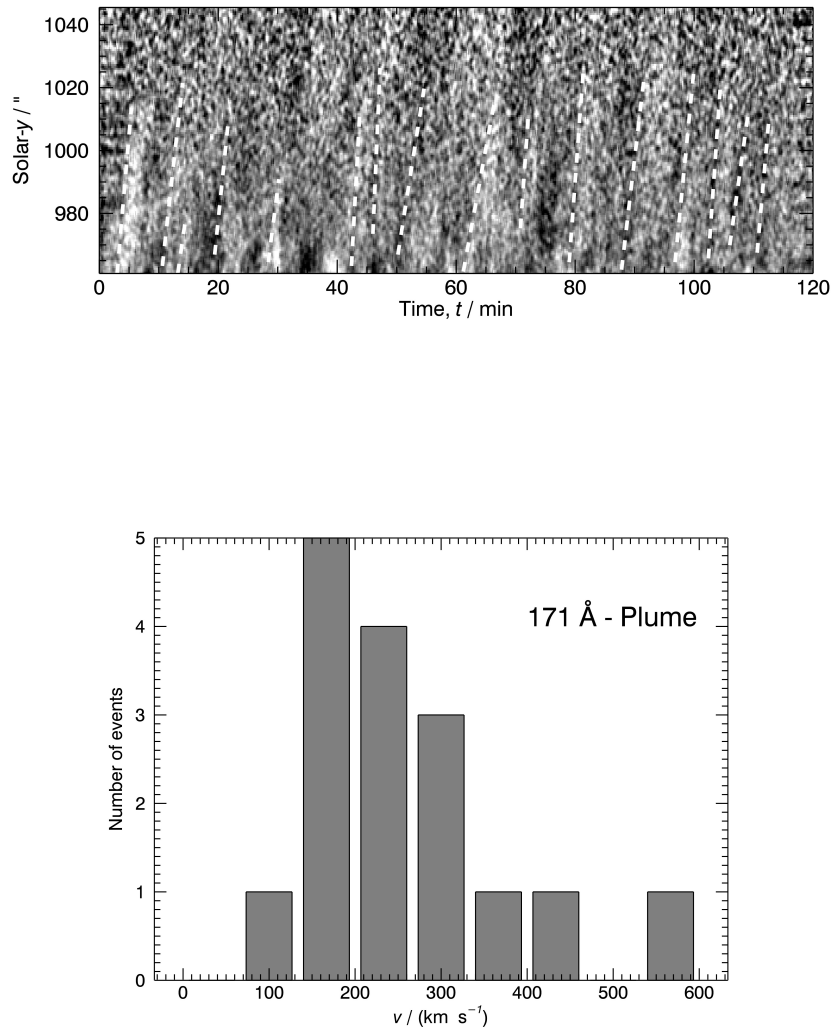 1040
1020
1000
980
Solar-y / "
0 20 40 60 80 100 120
Time, t / min
5
4
3
2
1
0
Number of events
171 Å - Plume
0 100 200 300 400 500 600
v / (km s⁻¹)